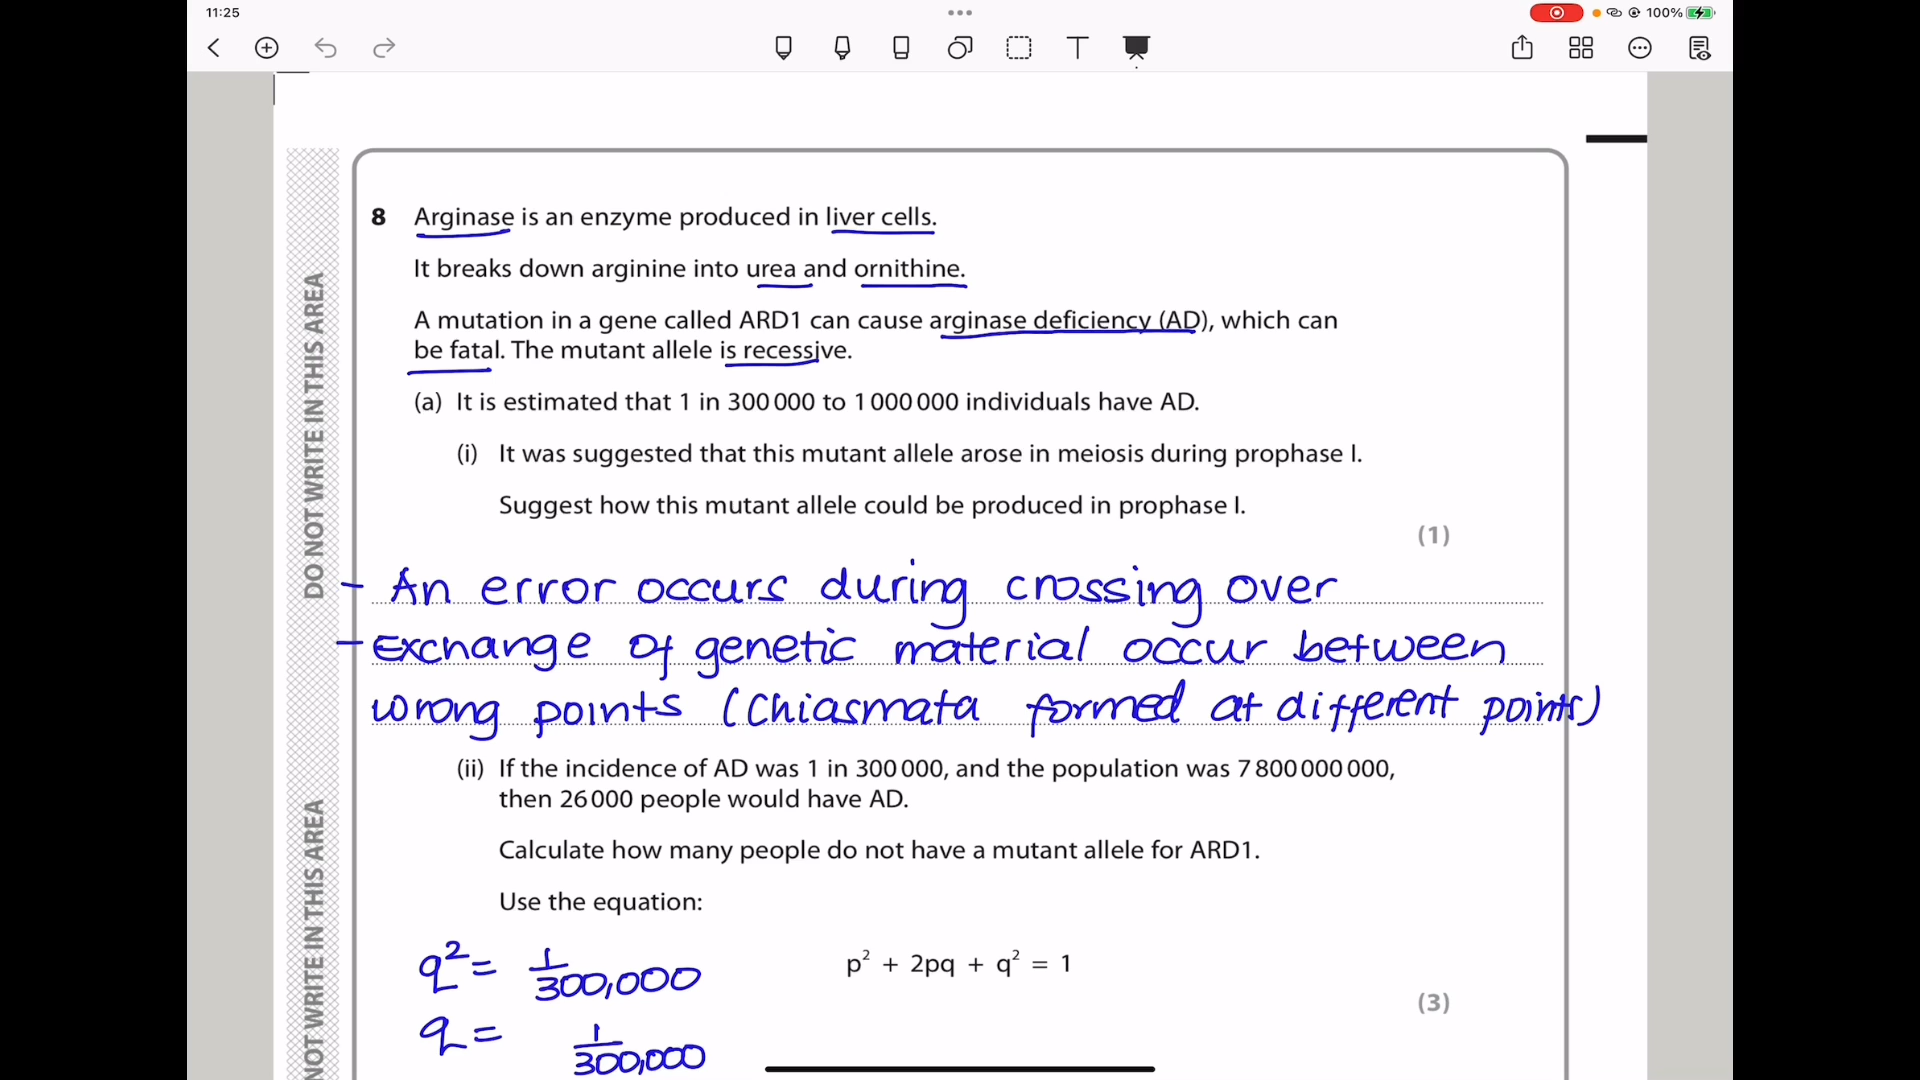 11:25
100%
8 Arginase is an enzyme produced in liver cells.
It breaks down arginine into urea and ornithine.
A mutation in a gene called ARD1 can cause arginase deficiency (AD), which can
be fatal. The mutant allele is recessive.
(a) It is estimated that 1 in 300 000 to 1 000 000 individuals have AD.
(i) It was suggested that this mutant allele arose in meiosis during prophase I.
Suggest how this mutant allele could be produced in prophase I.
(1)
- An error occurs during crossing over
- Exchange of genetic material occur between
wrong points (Chiasmata formed at different points)
(ii) If the incidence of AD was 1 in 300 000, and the population was 7 800 000 000,
then 26 000 people would have AD.
Calculate how many people do not have a mutant allele for ARD1.
Use the equation:
p² + 2pq + q² = 1
(3)
q² = 1/300,000
q = 1/300,000
DO NOT WRITE IN THIS AREA
NOT WRITE IN THIS AREA